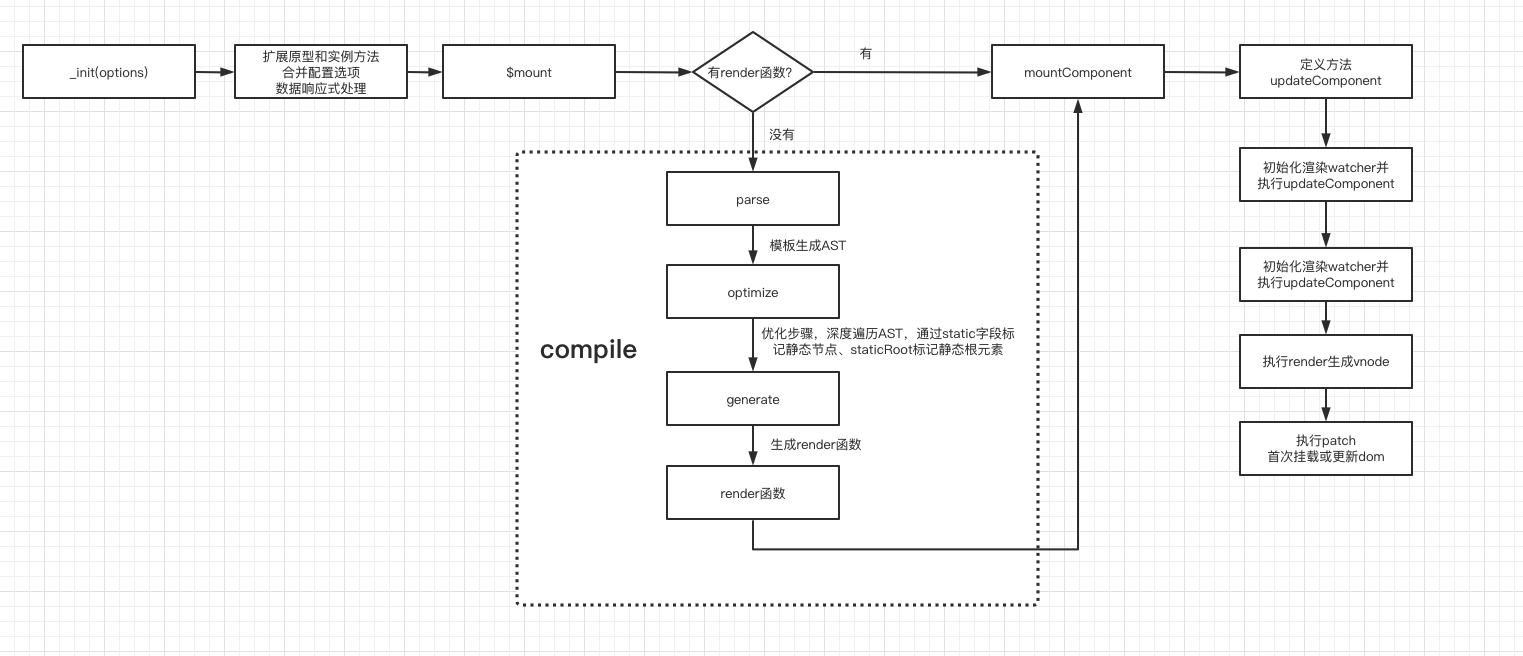 _init(options)
扩展原型和实例方法
合并配置选项
数据响应式处理
$mount
有render函数?
有
mountComponent
定义方法
updateComponent
没有
parse
模板生成AST
optimize
优化步骤，深度遍历AST，通过static字段标
记静态节点、staticRoot标记静态根元素
compile
generate
生成render函数
render函数
初始化渲染watcher并
执行updateComponent
初始化渲染watcher并
执行updateComponent
执行render生成vnode
执行patch
首次挂载或更新dom